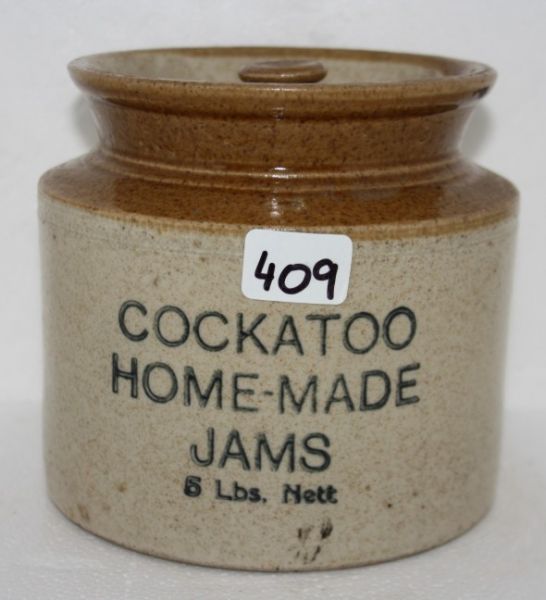 409
COCKATOO
HOME-MADE
JAMS
5 Lbs. Nett